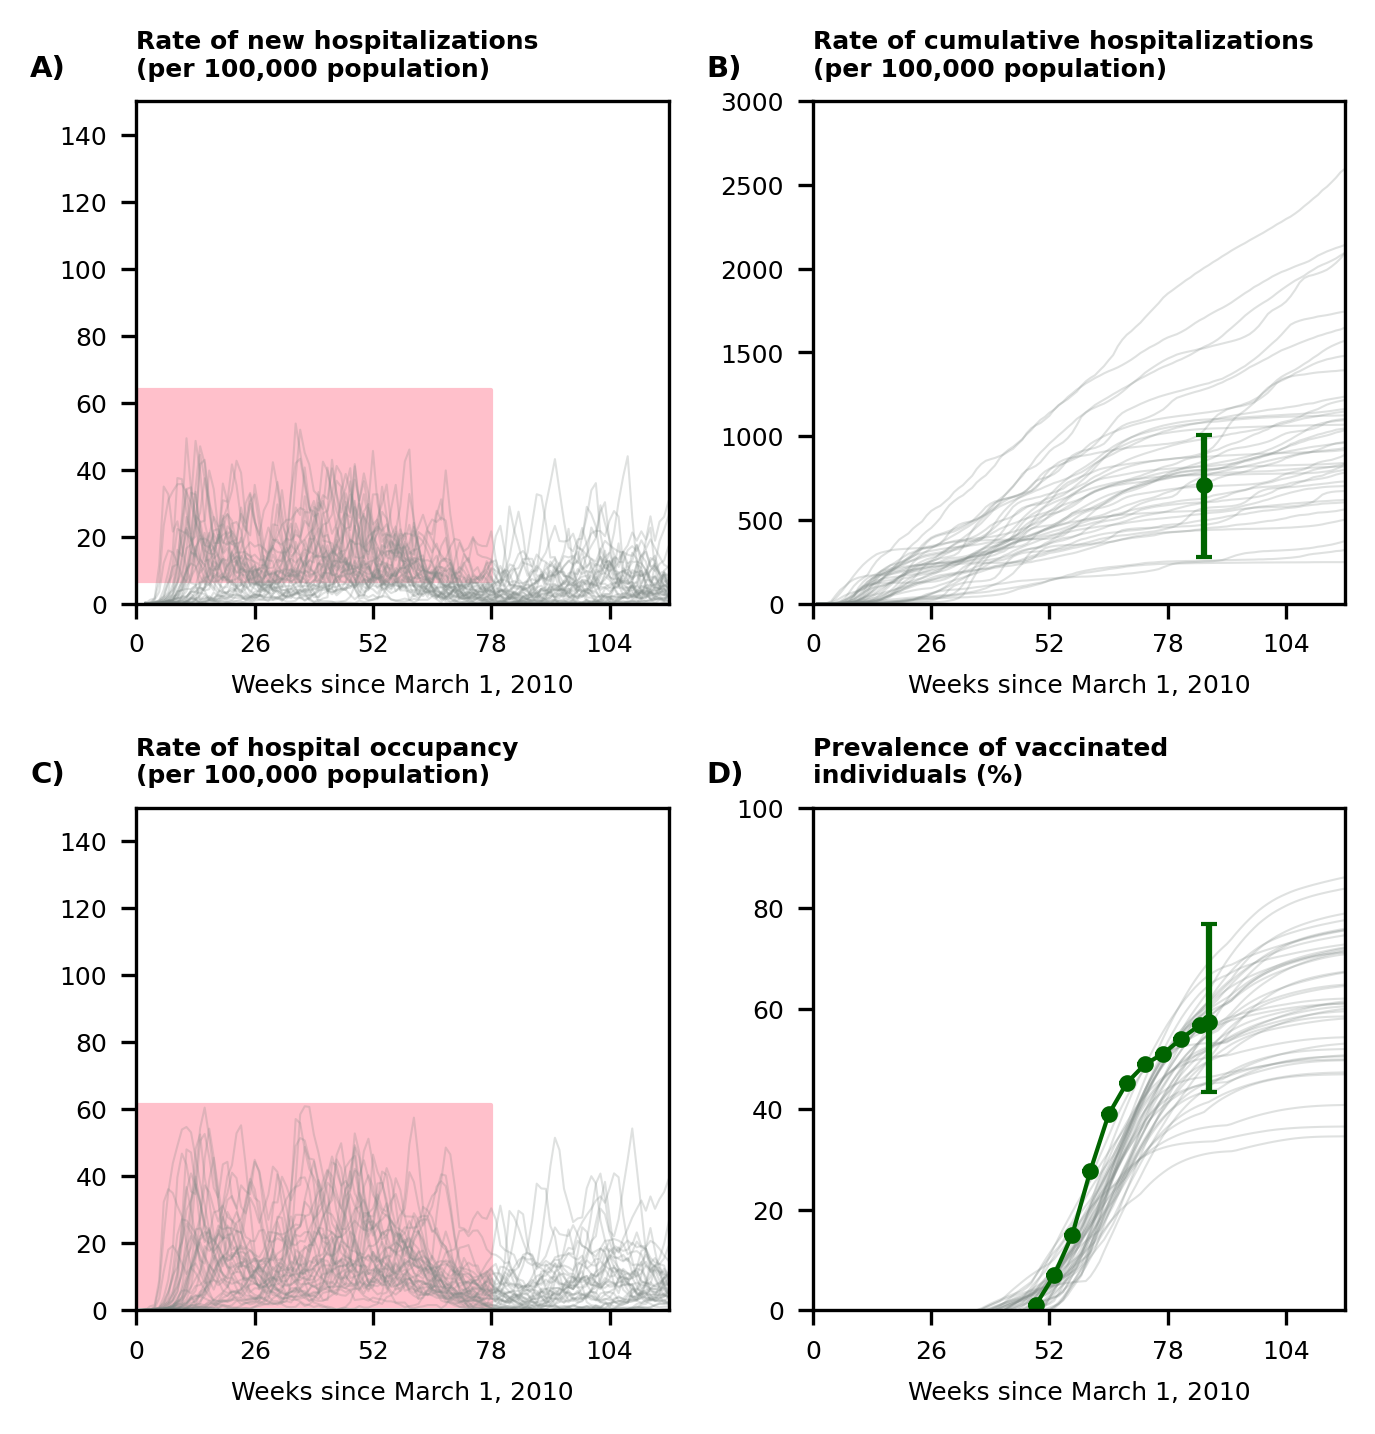 A)
Rate of new hospitalizations
(per 100,000 population)
140
120
100
80
60
40
20
0
0 26 52 78 104
Weeks since March 1, 2010
B)
Rate of cumulative hospitalizations
(per 100,000 population)
3000
2500
2000
1500
1000
500
0
0 26 52 78 104
Weeks since March 1, 2010
C)
Rate of hospital occupancy
(per 100,000 population)
140
120
100
80
60
40
20
0
0 26 52 78 104
Weeks since March 1, 2010
D)
Prevalence of vaccinated
individuals (%)
100
80
60
40
20
0
0 26 52 78 104
Weeks since March 1, 2010